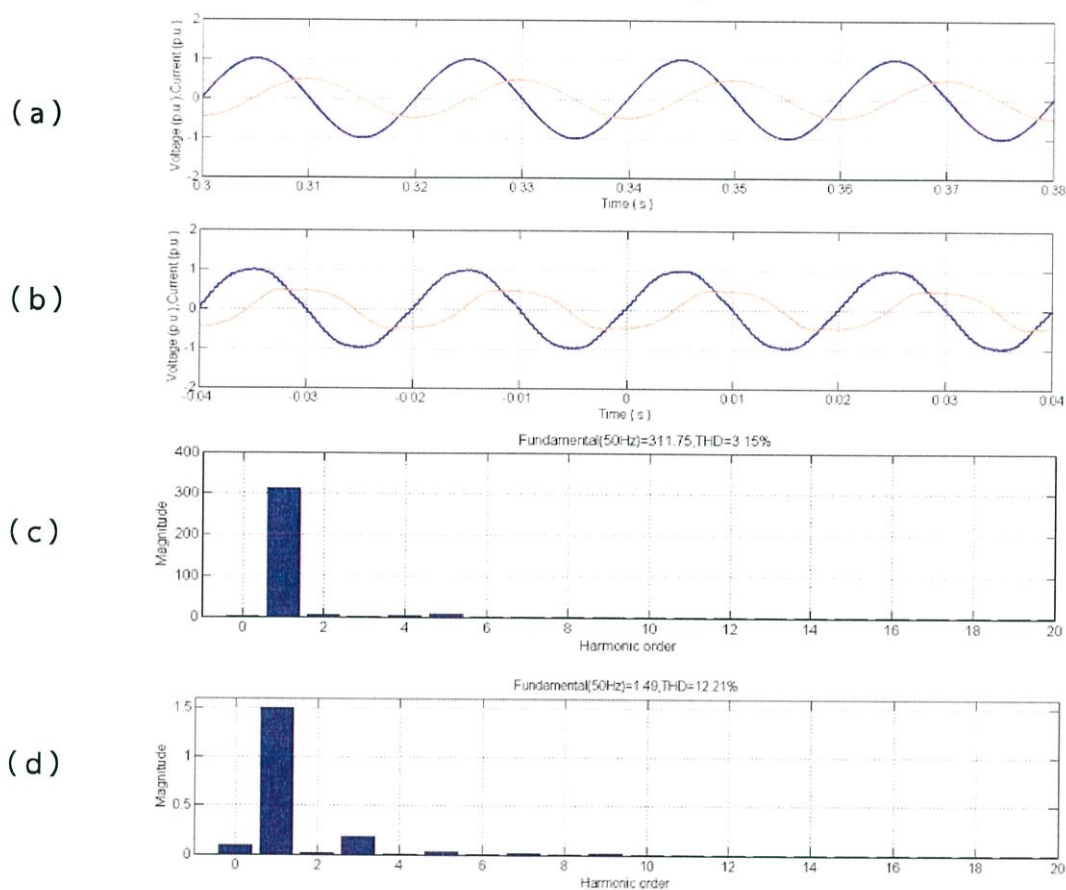 (a)
Voltage (p.u.),Current (p.u
2
1
0
-1
-2
0.3 0.31 0.32 0.33 0.34 0.35 0.36 0.37 0.38
Time ( s )
(b)
Voltage (p.u ),Current (p.u
2
1
0
-1
-2
-0.04 -0.03 -0.02 -0.01 0 0.01 0.02 0.03 0.04
Time ( s )
Fundamental(50Hz)=311.75,THD=3.15%
(c)
Magnitude
400
300
200
100
0
0 2 4 6 8 10 12 14 16 18 20
Harmonic order
Fundamental(50Hz)=1.49,THD=12.21%
(d)
Magnitude
1.5
1
0.5
0
0 2 4 6 8 10 12 14 16 18 20
Harmonic order